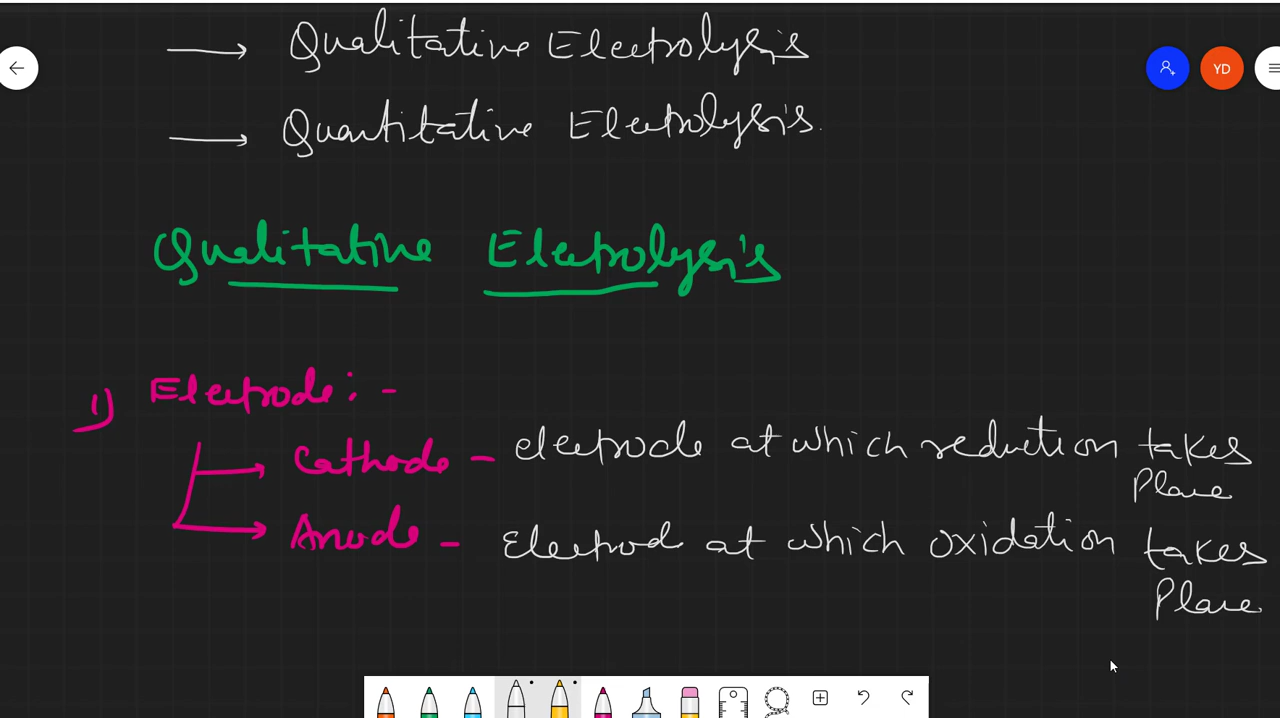 → Qualitative Electrolysis
→ Quantitative Electrolysis.
YD
Qualitative Electrolysis
1) Electrode : -
Cathode - electrode at which reduction takes
Place
Anode - Electrod at which oxidation takes
Place